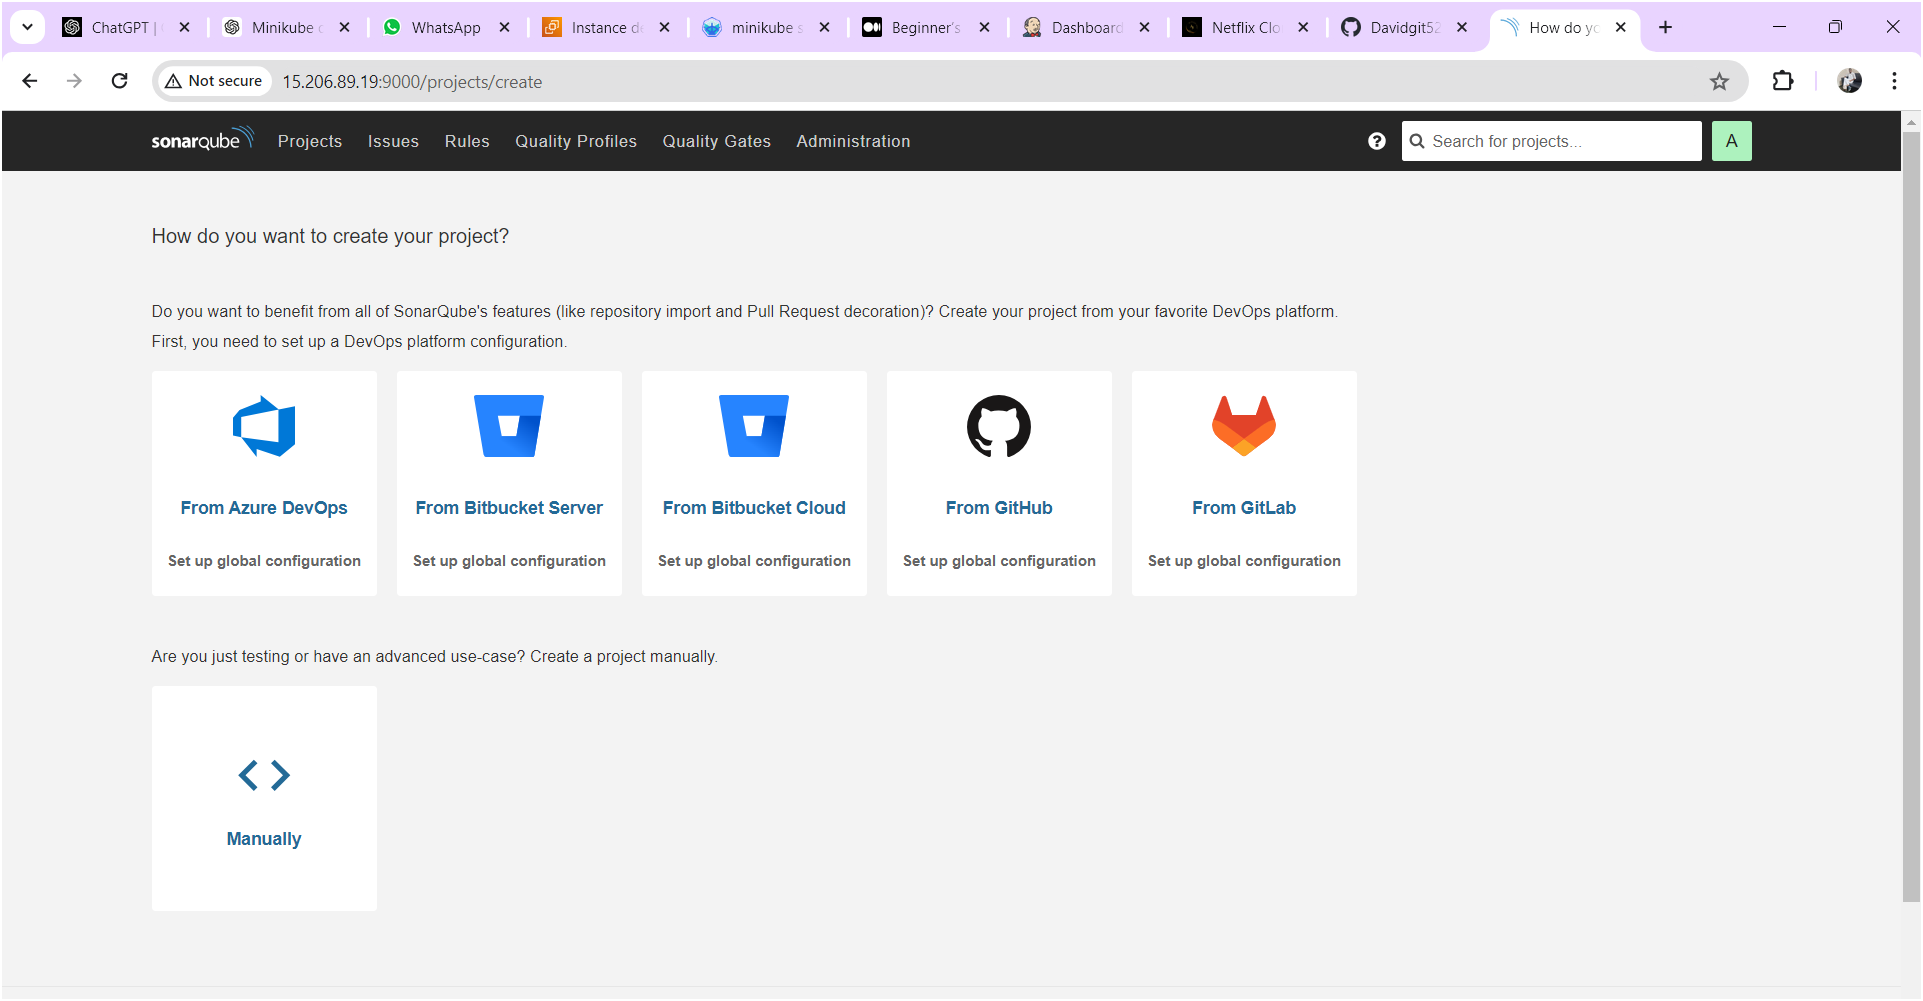 ChatGPT |
Minikube c
WhatsApp
Instance de
minikube s
Beginner's
Dashboard
Netflix Clo
Davidgit52
How do yo
Not secure
15.206.89.19:9000/projects/create
sonarqube
Projects
Issues
Rules
Quality Profiles
Quality Gates
Administration
Search for projects...
A
How do you want to create your project?
Do you want to benefit from all of SonarQube's features (like repository import and Pull Request decoration)? Create your project from your favorite DevOps platform.
First, you need to set up a DevOps platform configuration.
From Azure DevOps
From Bitbucket Server
From Bitbucket Cloud
From GitHub
From GitLab
Set up global configuration
Set up global configuration
Set up global configuration
Set up global configuration
Set up global configuration
Are you just testing or have an advanced use-case? Create a project manually.
Manually